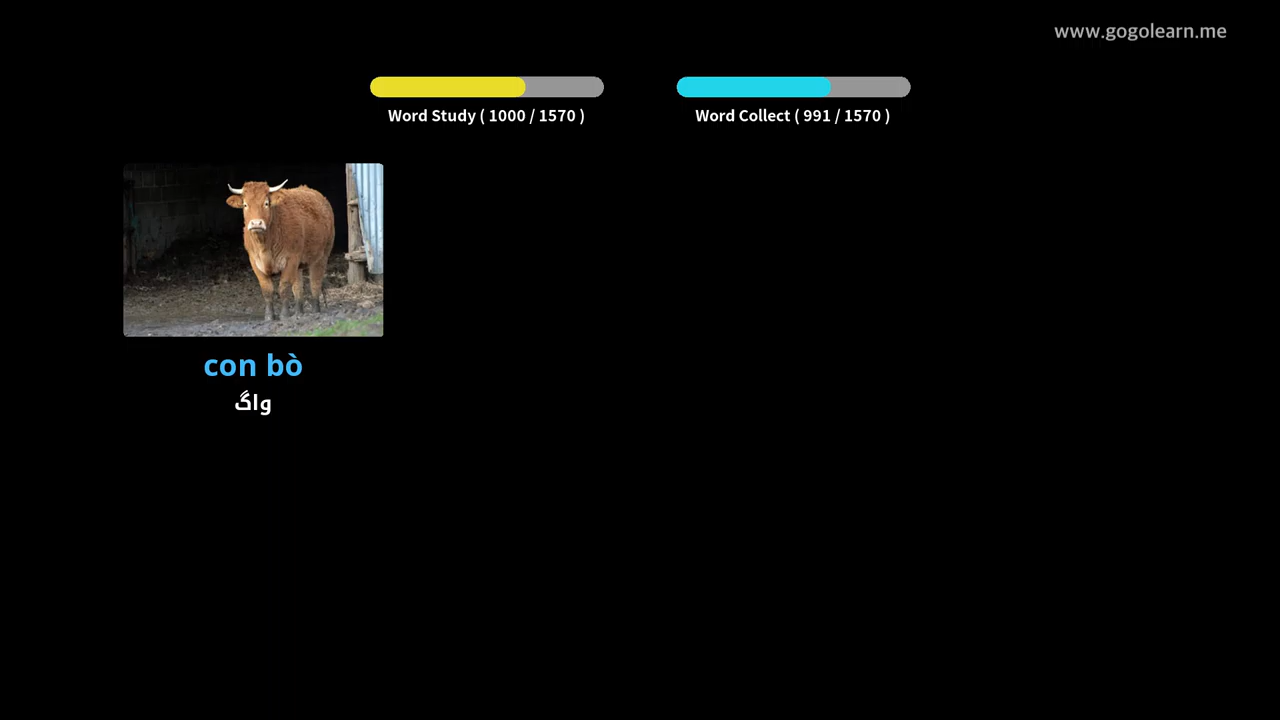 www.gogolearn.me
Word Study ( 1000 / 1570 )
Word Collect ( 991 / 1570 )
con bò
واگ